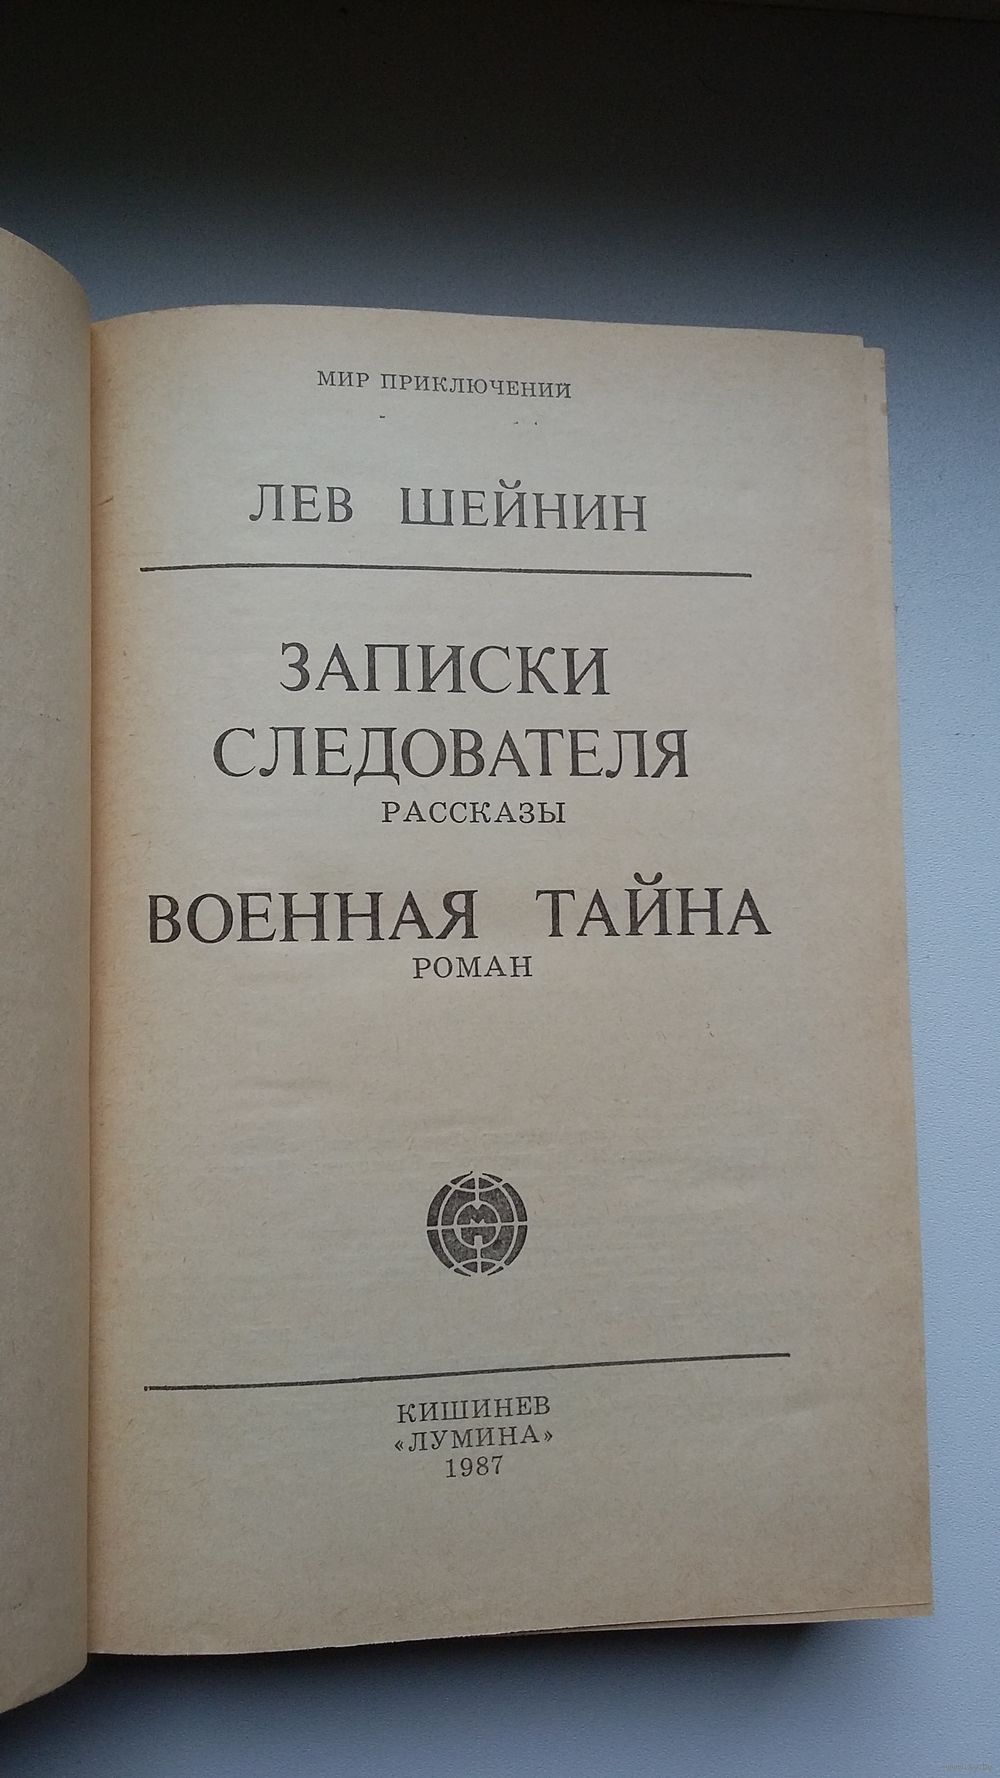 МИР ПРИКЛЮЧЕНИЙ
ЛЕВ ШЕЙНИН
ЗАПИСКИ
СЛЕДОВАТЕЛЯ
РАССКАЗЫ
ВОЕННАЯ ТАЙНА
РОМАН
КИШИНЕВ
«ЛУМИНА»
1987